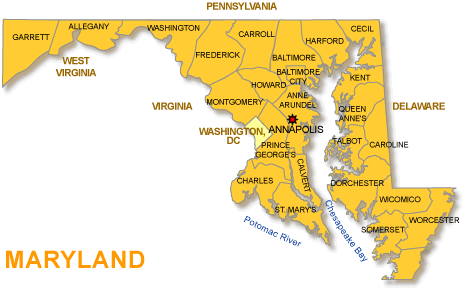 PENNSYLVANIA
GARRETT
ALLEGANY
WASHINGTON
FREDERICK
CARROLL
BALTIMORE
HARFORD
CECIL
WEST
VIRGINIA
HOWARD
BALTIMORE
CITY
KENT
VIRGINIA
MONTGOMERY
ANNE
ARUNDEL
QUEEN
ANNE'S
DELAWARE
WASHINGTON,
DC
ANNAPOLIS
PRINCE
GEORGE'S
TALBOT
CAROLINE
CHARLES
CALVERT
DORCHESTER
ST. MARY'S
WICOMICO
WORCESTER
SOMERSET
Potomac River
Chesapeake Bay
MARYLAND